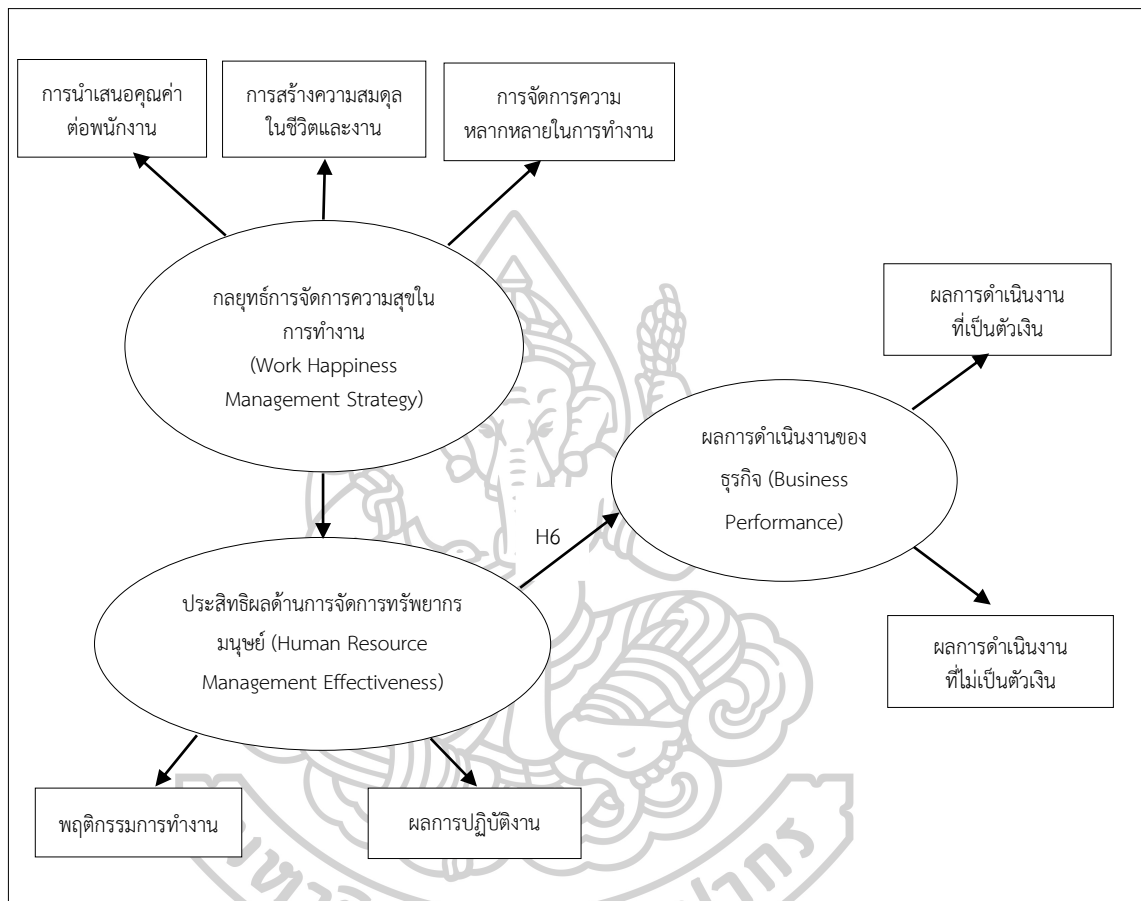 การนำเสนอคุณค่า
ต่อพนักงาน
การสร้างความสมดุล
ในชีวิตและงาน
การจัดการความ
หลากหลายในการทำงาน
กลยุทธ์การจัดการความสุขใน
การทำงาน
(Work Happiness
Management Strategy)
ผลการดำเนินงาน
ที่เป็นตัวเงิน
ผลการดำเนินงานของ
ธุรกิจ (Business
Performance)
H6
ประสิทธิผลด้านการจัดการทรัพยากร
มนุษย์ (Human Resource
Management Effectiveness)
ผลการดำเนินงาน
ที่ไม่เป็นตัวเงิน
พฤติกรรมการทำงาน
ผลการปฏิบัติงาน